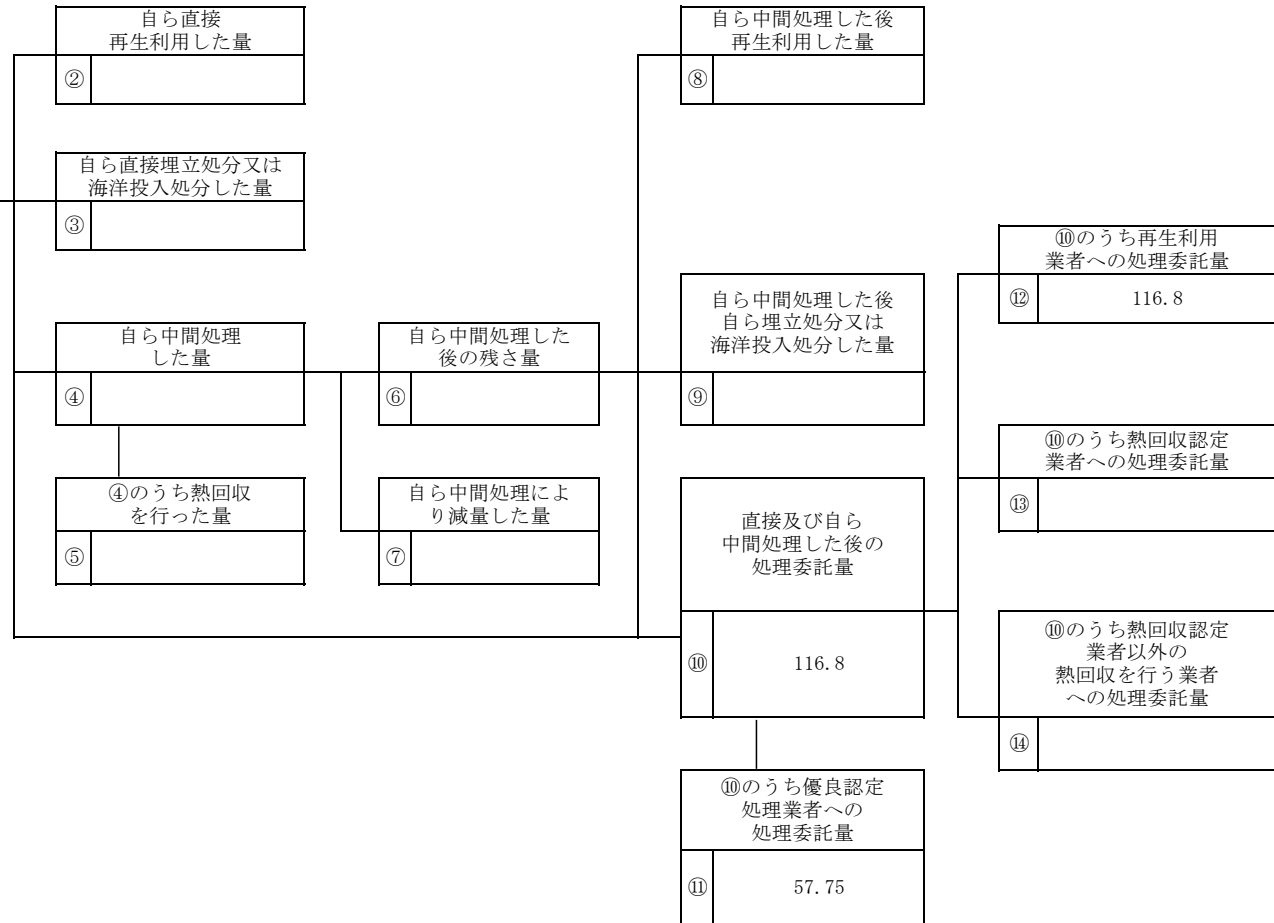 自ら直接
再生利用した量
②
自ら中間処理した後
再生利用した量
⑧
自ら直接埋立処分又は
海洋投入処分した量
③
⑩のうち再生利用
業者への処理委託量
⑫ 116.8
自ら中間処理
した量
④
自ら中間処理した
後の残さ量
⑥
自ら中間処理した後
自ら埋立処分又は
海洋投入処分した量
⑨
⑩のうち熱回収認定
業者への処理委託量
⑬
④のうち熱回収
を行った量
⑤
自ら中間処理によ
り減量した量
⑦
直接及び自ら
中間処理した後の
処理委託量
⑩ 116.8
⑩のうち熱回収認定
業者以外の
熱回収を行う業者
への処理委託量
⑭
⑩のうち優良認定
処理業者への
処理委託量
⑪ 57.75